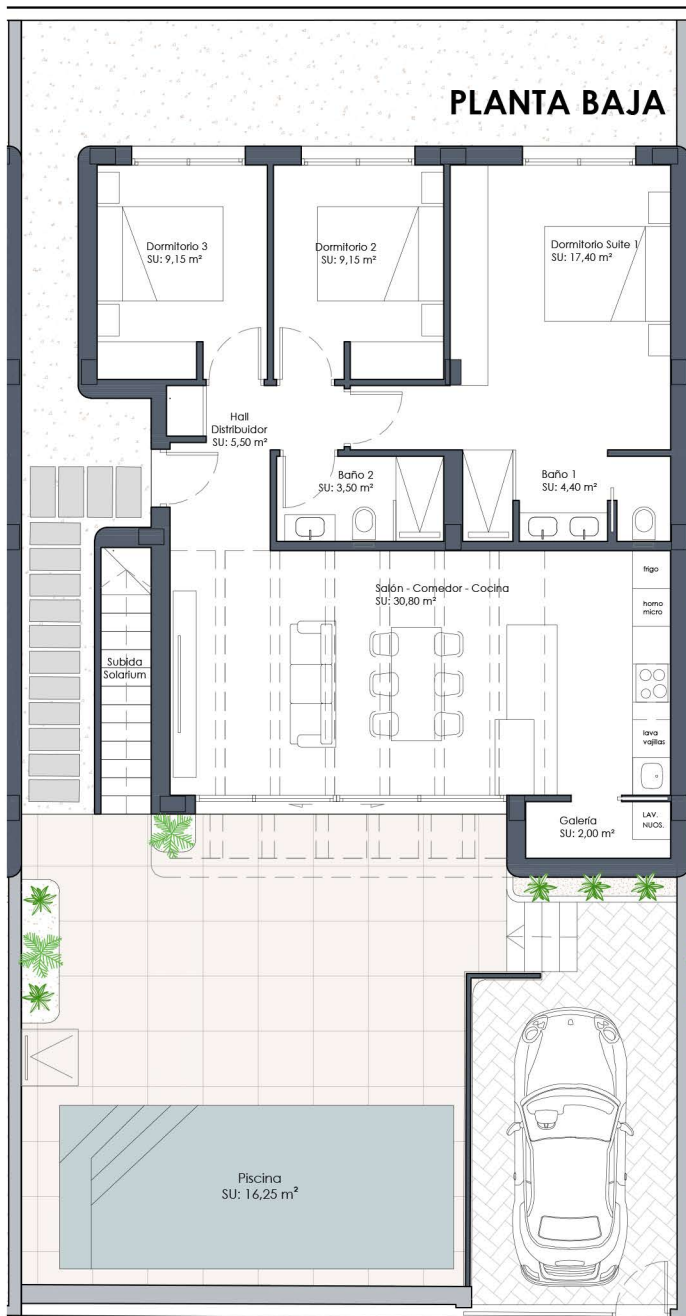 PLANTA BAJA
Dormitorio 3
SU: 9,15 m²
Dormitorio 2
SU: 9,15 m²
Dormitorio Suite 1
SU: 17,40 m²
Hall
Distribuidor
SU: 5,50 m²
Baño 2
SU: 3,50 m²
Baño 1
SU: 4,40 m²
Salón - Comedor - Cocina
SU: 30,80 m²
frigo
horno
micro
Subida
Solarium
lava
vajillas
Galería
SU: 2,00 m²
LAV.
NUOS.
Piscina
SU: 16,25 m²